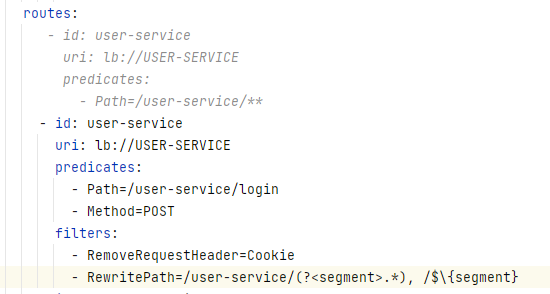 routes:
- id: user-service
uri: lb://USER-SERVICE
predicates:
- Path=/user-service/**
- id: user-service
uri: lb://USER-SERVICE
predicates:
- Path=/user-service/login
- Method=POST
filters:
- RemoveRequestHeader=Cookie
- RewritePath=/user-service/(?<segment>.*), /$\{segment}